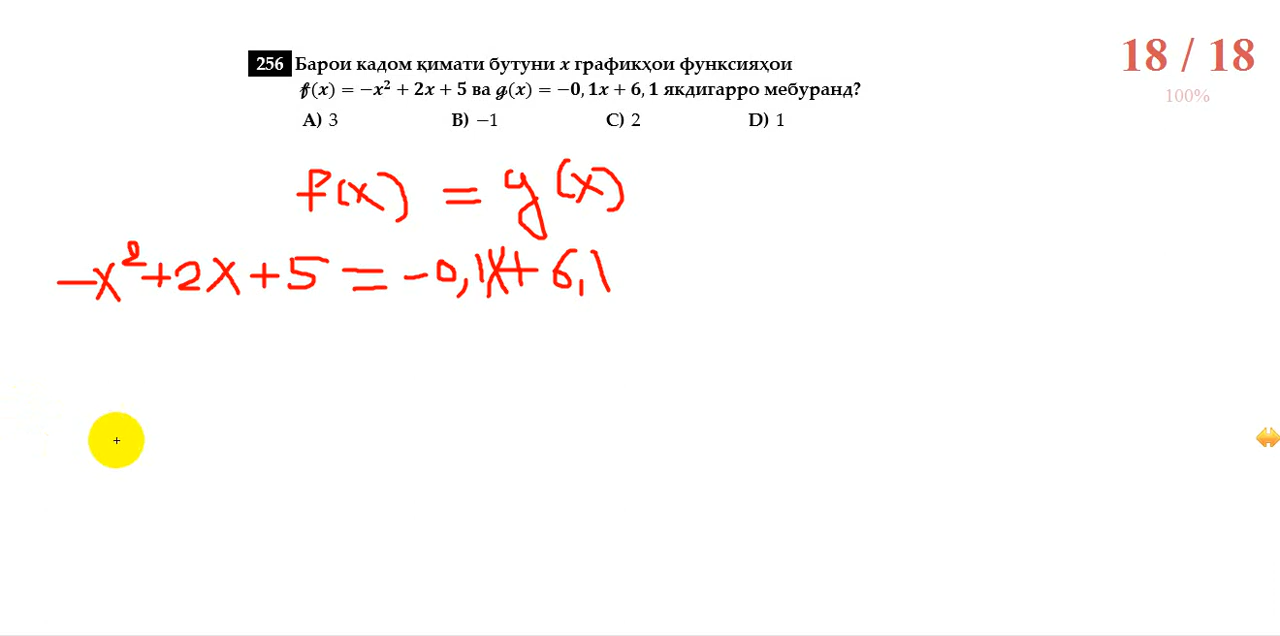 18 / 18
100%
256 Барои кадом қимати бутуни x графикҳои функсияҳои
f(x) = −x² + 2x + 5 ва g(x) = −0,1x + 6,1 якдигарро мебуранд?
A) 3 B) −1 C) 2 D) 1
f(x) = g(x)
−x²+2x+5 = −0,1x+6,1